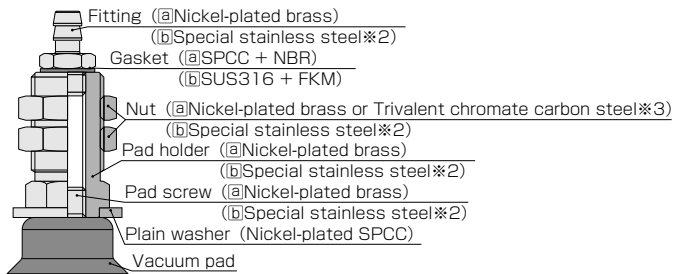 Fitting（ⓐNickel-plated brass）
（ⓑSpecial stainless steel※2）
Gasket（ⓐSPCC + NBR）
（ⓑSUS316 + FKM）
Nut（ⓐNickel-plated brass or Trivalent chromate carbon steel※3）
（ⓑSpecial stainless steel※2）
Pad holder（ⓐNickel-plated brass）
（ⓑSpecial stainless steel※2）
Pad screw（ⓐNickel-plated brass）
（ⓑSpecial stainless steel※2）
Plain washer（Nickel-plated SPCC）
Vacuum pad